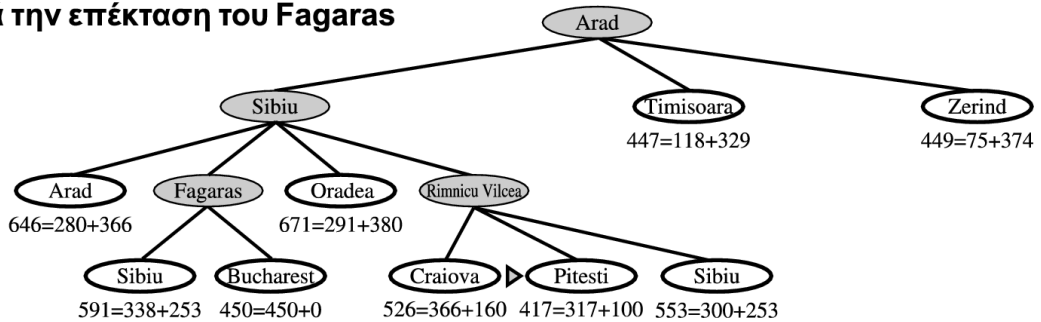 την επέκταση του Fagaras
Arad
Sibiu Timisoara Zerind
447=118+329 449=75+374
Arad Fagaras Oradea Rimnicu Vilcea
646=280+366 671=291+380
Sibiu Bucharest Craiova Pitesti Sibiu
591=338+253 450=450+0 526=366+160 417=317+100 553=300+253